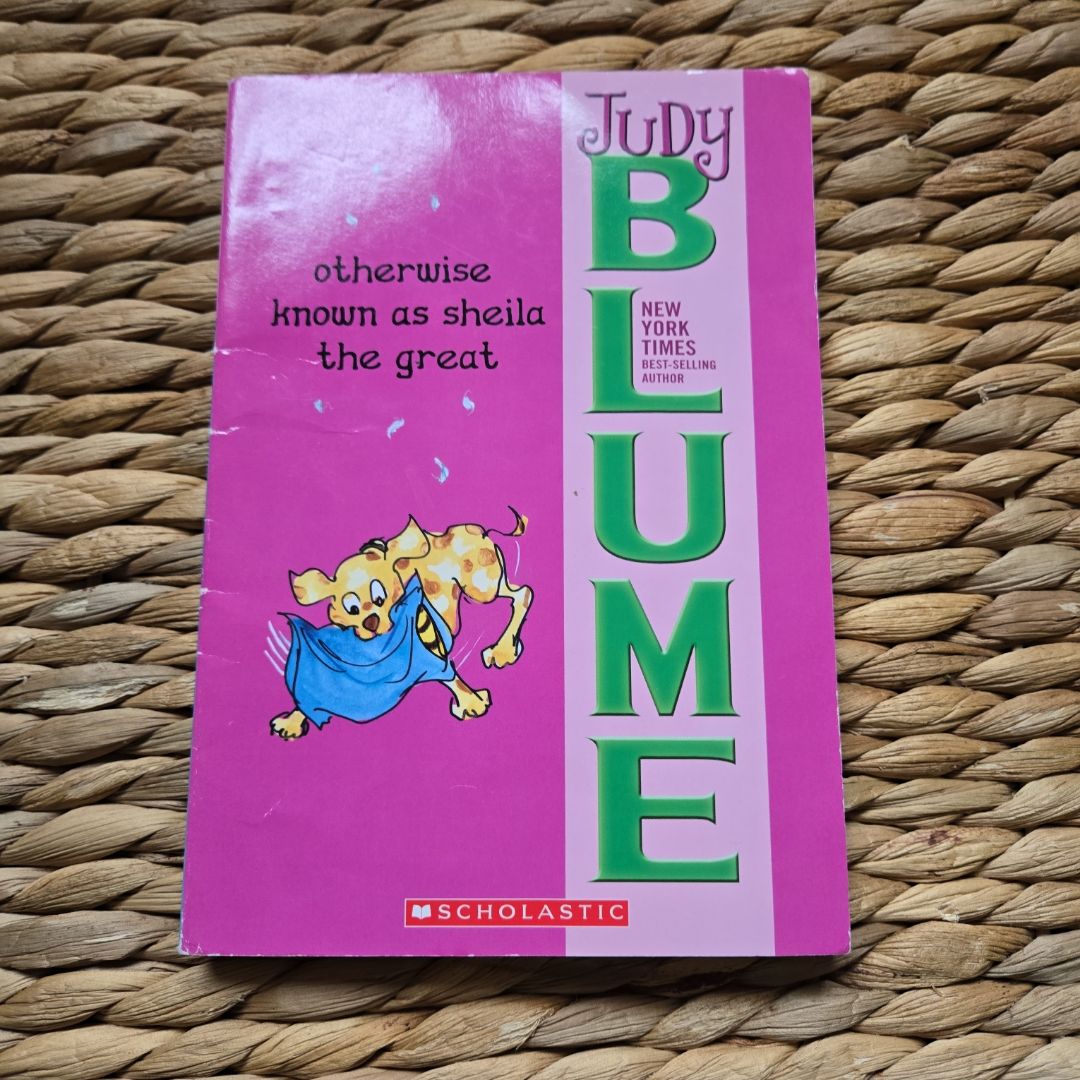 otherwise
known as sheila
the great
JUDY
BLUME
NEW
YORK
TIMES
BEST-SELLING
AUTHOR
SCHOLASTIC